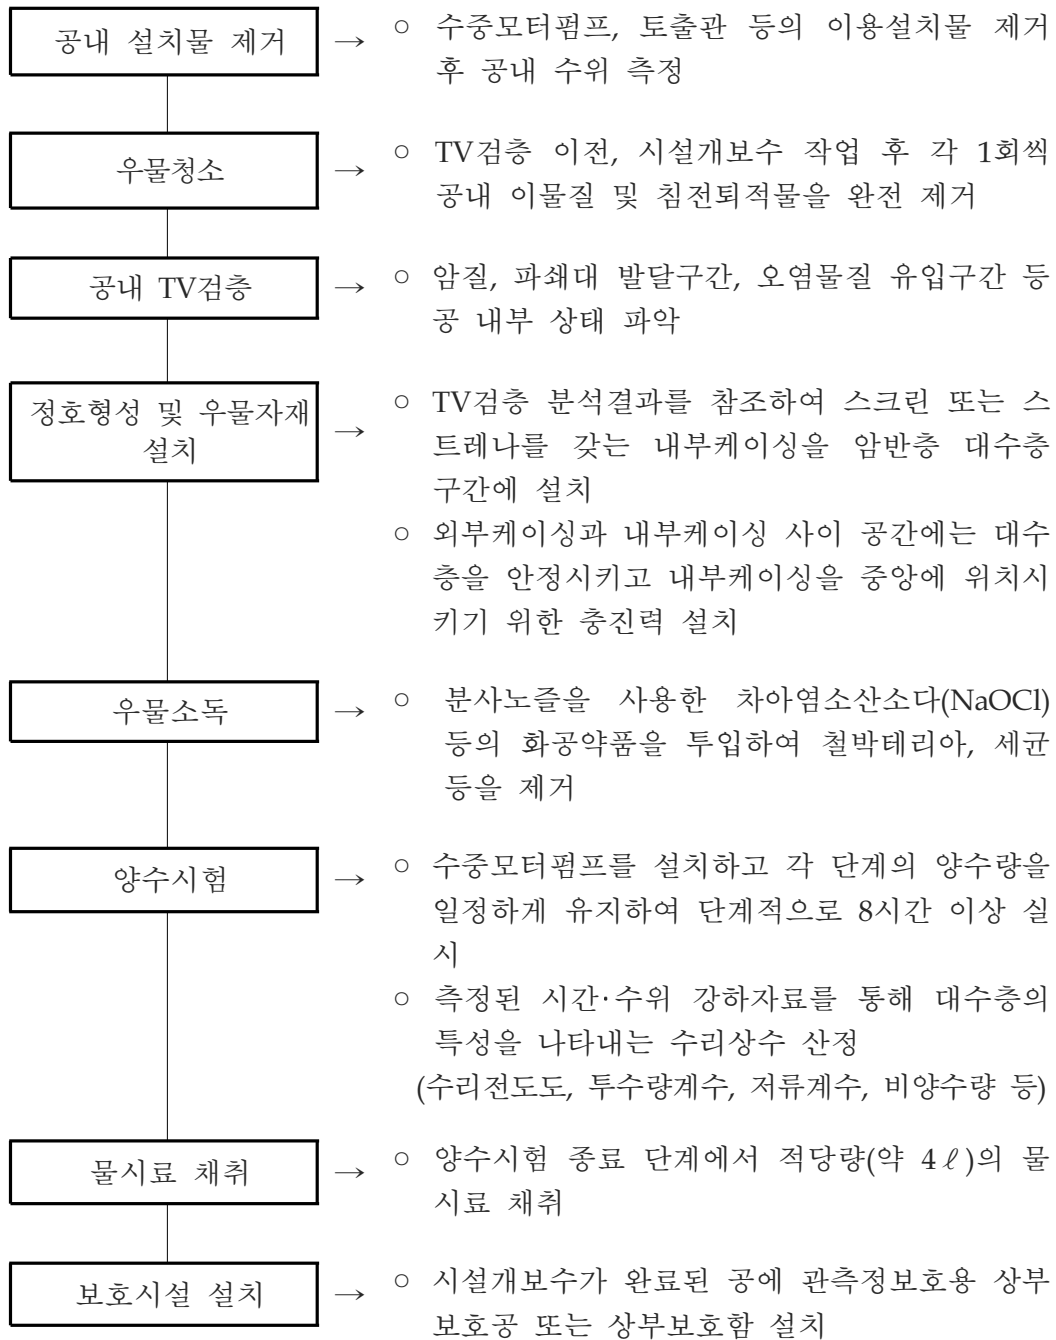 공내 설치물 제거
→
○ 수중모터펌프, 토출관 등의 이용설치물 제거
후 공내 수위 측정
우물청소
→
○ TV검층 이전, 시설개보수 작업 후 각 1회씩
공내 이물질 및 침전퇴적물을 완전 제거
공내 TV검층
→
○ 암질, 파쇄대 발달구간, 오염물질 유입구간 등
공 내부 상태 파악
정호형성 및 우물자재
설치
→
○ TV검층 분석결과를 참조하여 스크린 또는 스
트레나를 갖는 내부케이싱을 암반층 대수층
구간에 설치
○ 외부케이싱과 내부케이싱 사이 공간에는 대수
층을 안정시키고 내부케이싱을 중앙에 위치시
키기 위한 충진력 설치
우물소독
→
○ 분사노즐을 사용한 차아염소산소다(NaOCl)
등의 화공약품을 투입하여 철박테리아, 세균
등을 제거
양수시험
→
○ 수중모터펌프를 설치하고 각 단계의 양수량을
일정하게 유지하여 단계적으로 8시간 이상 실
시
○ 측정된 시간·수위 강하자료를 통해 대수층의
특성을 나타내는 수리상수 산정
(수리전도도, 투수량계수, 저류계수, 비양수량 등)
물시료 채취
→
○ 양수시험 종료 단계에서 적당량(약 4ℓ)의 물
시료 채취
보호시설 설치
→
○ 시설개보수가 완료된 공에 관측정보호용 상부
보호공 또는 상부보호함 설치